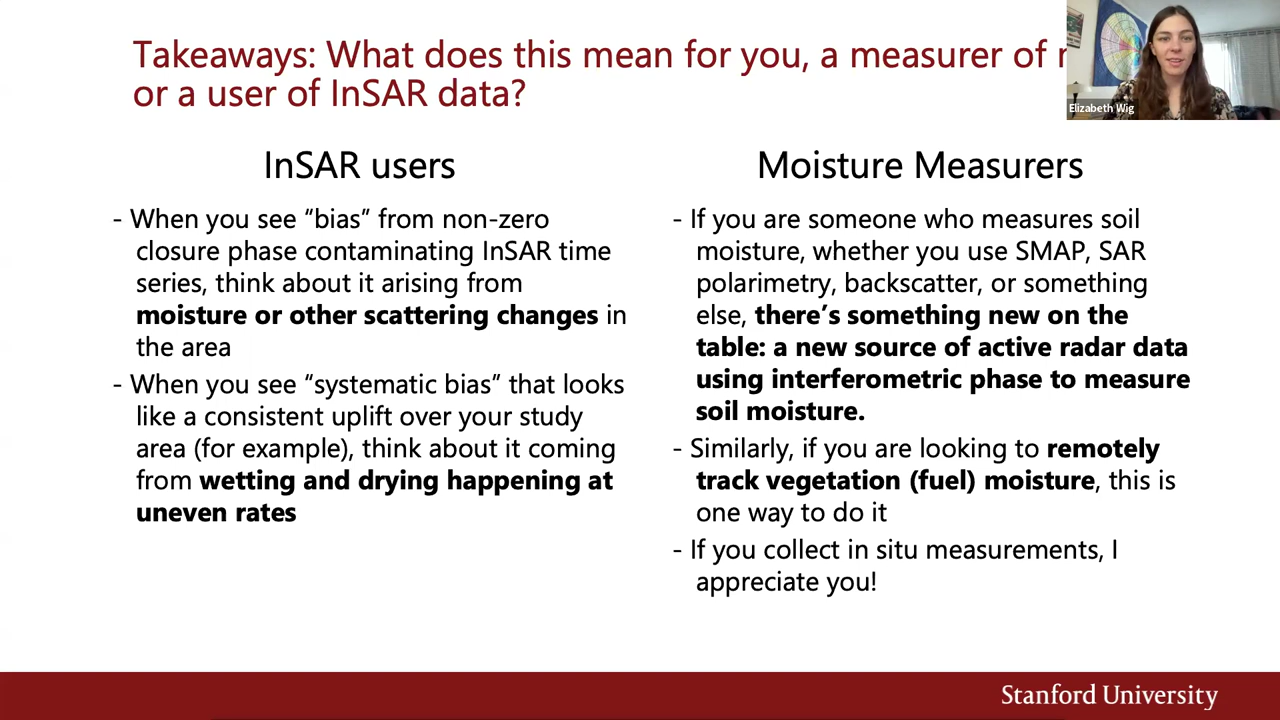 Takeaways: What does this mean for you, a measurer of
or a user of InSAR data?
Elizabeth Wig
InSAR users
- When you see “bias” from non-zero
closure phase contaminating InSAR time
series, think about it arising from
moisture or other scattering changes in
the area
- When you see “systematic bias” that looks
like a consistent uplift over your study
area (for example), think about it coming
from wetting and drying happening at
uneven rates
Moisture Measurers
- If you are someone who measures soil
moisture, whether you use SMAP, SAR
polarimetry, backscatter, or something
else, there’s something new on the
table: a new source of active radar data
using interferometric phase to measure
soil moisture.
- Similarly, if you are looking to remotely
track vegetation (fuel) moisture, this is
one way to do it
- If you collect in situ measurements, I
appreciate you!
Stanford University